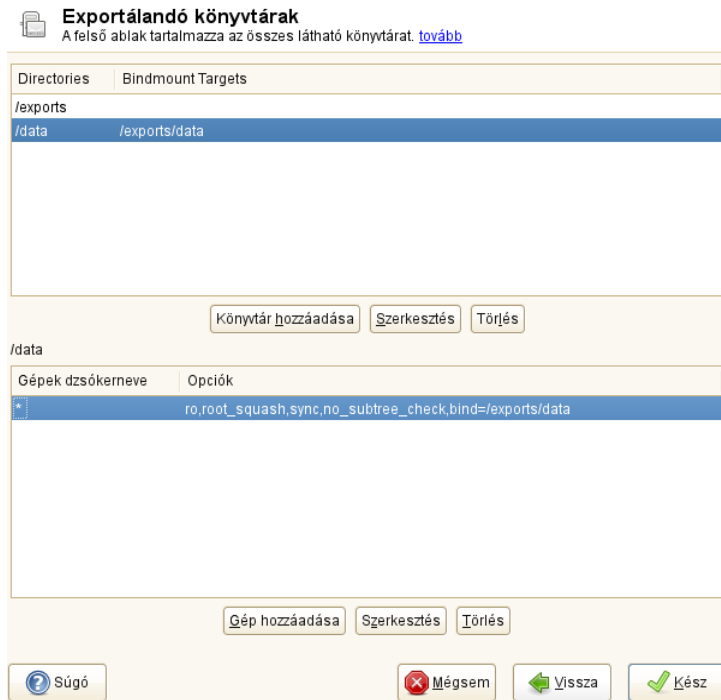 Exportálandó könyvtárak
A felső ablak tartalmazza az összes látható könyvtárat. tovább
Directories Bindmount Targets
/exports
/data /exports/data
Könyvtár hozzáadása Szerkesztés Törlés
/data
Gépek dzsókerneve Opciók
* ro,root_squash,sync,no_subtree_check,bind=/exports/data
Gép hozzáadása Szerkesztés Törlés
Súgó Mégsem Vissza Kész